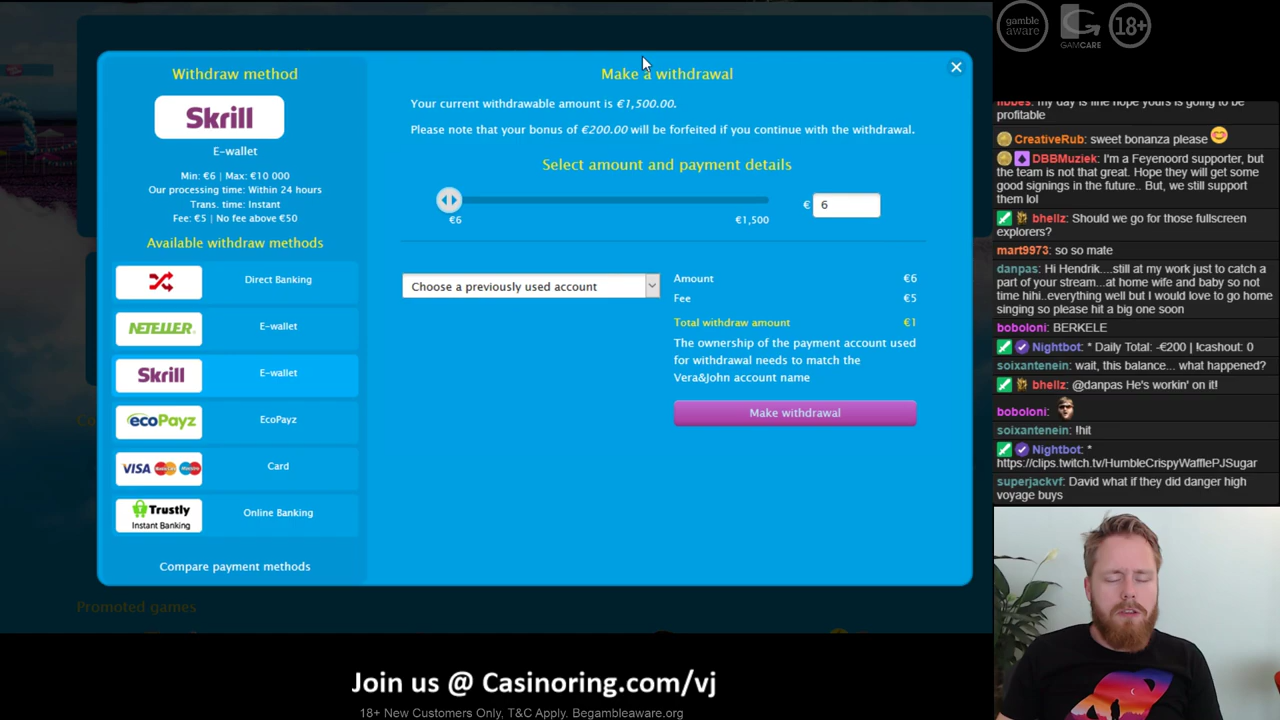 Withdraw method
Skrill
E-wallet
Min: €6 | Max: €10 000
Our processing time: Within 24 hours
Trans. time: Instant
Fee: €5 | No fee above €50
Available withdraw methods
Direct Banking
NETELLER
E-wallet
Skrill
E-wallet
ecoPayz
EcoPayz
VISA
Card
Trustly
Instant Banking
Online Banking
Compare payment methods
Make a withdrawal
Your current withdrawable amount is €1,500.00.
Please note that your bonus of €200.00 will be forfeited if you continue with the withdrawal.
Select amount and payment details
€6
€1,500
€ 6
Choose a previously used account
Amount €6
Fee €5
Total withdraw amount €1
The ownership of the payment account used
for withdrawal needs to match the
Vera&John account name
Make withdrawal
Promoted games
Join us @ Casinoring.com/vj
18+ New Customers Only, T&C Apply. Begambleaware.org
gamble
aware
GAMCARE
18+
my day is fine hope yours is going to be
profitable
CreativeRub: sweet bonanza please
DBBMuziek: I'm a Feyenoord supporter, but
the team is not that great. Hope they will get some
good signings in the future.. But, we still support
them lol
bhellz: Should we go for those fullscreen
explorers?
mart9973: so so mate
danpas: Hi Hendrik....still at my work just to catch a
part of your stream...at home wife and baby so not
time hihi..everything well but I would love to go home
singing so please hit a big one soon
boboloni: BERKELE
Nightbot: * Daily Total: -€200 | !cashout: 0
soixantenein: wait, this balance... what happened?
bhellz: @danpas He's workin' on it!
boboloni:
soixantenein: !hit
Nightbot: *
https://clips.twitch.tv/HumbleCrispyWafflePJSugar
superjackvf: David what if they did danger high
voyage buys